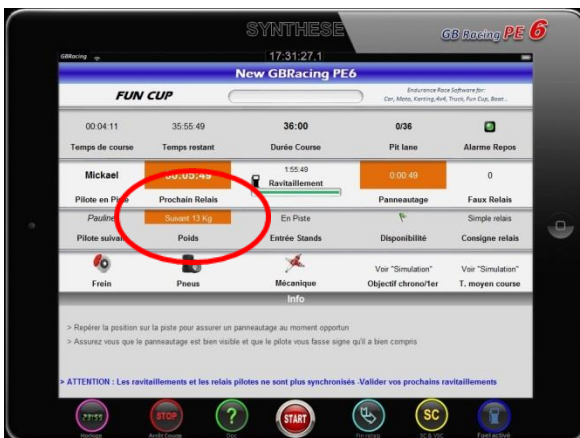 SYNTHESE
GB Racing PE 6
GBRacing 17:31:27.1
New GBRacing PE6
FUN CUP
Endurance Race Software for:
Car, Moto, Karting, 4x4, Truck, Fun Cup, Boat..
00:04:11 35:55:49 36:00 0/36
Temps de course Temps restant Durée Course Pit lane Alarme Repos
Mickael 00:05:49 1:55:49 Ravitaillement 0:00:49 0
Pilote en Piste Prochain Relais Panneautage Faux Relais
Pauline Suivant 13 Kg En Piste Simple relais
Pilote suivant Poids Entrée Stands Disponibilité Consigne relais
Voir "Simulation" Voir "Simulation"
Frein Pneus Mécanique Objectif chrono/1er T. moyen course
Info
> Repérer la position sur la piste pour assurer un panneautage au moment opportun
> Assurez vous que le panneautage est bien visible et que le pilote vous fasse signe qu'il a bien compris
> ATTENTION : Les ravitaillements et les relais pilotes ne sont plus synchronisés -Valider vos prochains ravitaillements
23:55 STOP ? START SC
Horloge Arrêt Course Doc Fin relais SC & VSC Fuel activé